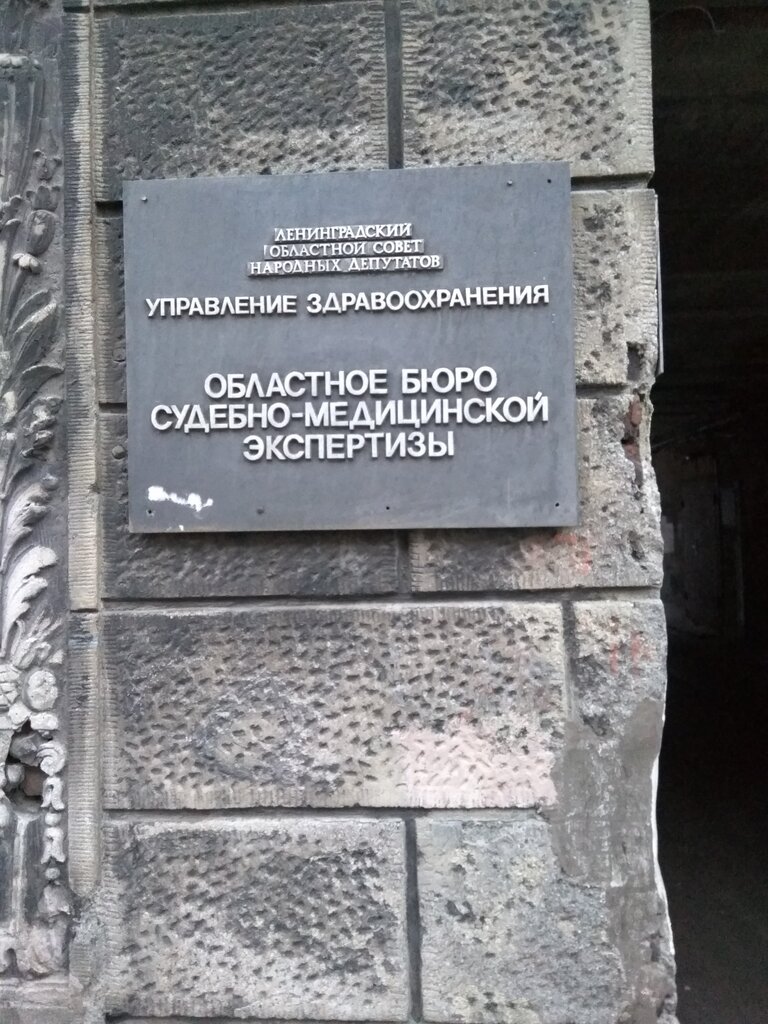 ЛЕНИНГРАДСКИЙ
ОБЛАСТНОЙ СОВЕТ
НАРОДНЫХ ДЕПУТАТОВ
УПРАВЛЕНИЕ ЗДРАВООХРАНЕНИЯ
ОБЛАСТНОЕ БЮРО
СУДЕБНО-МЕДИЦИНСКОЙ
ЭКСПЕРТИЗЫ